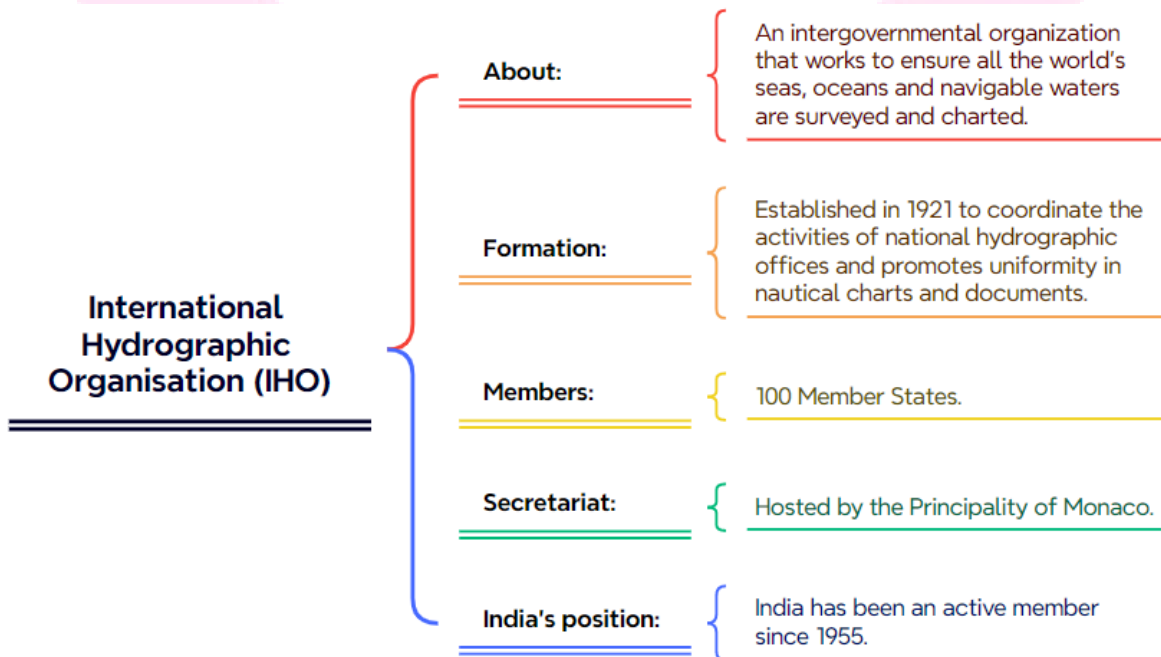 International
Hydrographic
Organisation (IHO)
About:
An intergovernmental organization
that works to ensure all the world's
seas, oceans and navigable waters
are surveyed and charted.
Formation:
Established in 1921 to coordinate the
activities of national hydrographic
offices and promotes uniformity in
nautical charts and documents.
Members:
100 Member States.
Secretariat:
Hosted by the Principality of Monaco.
India's position:
India has been an active member
since 1955.